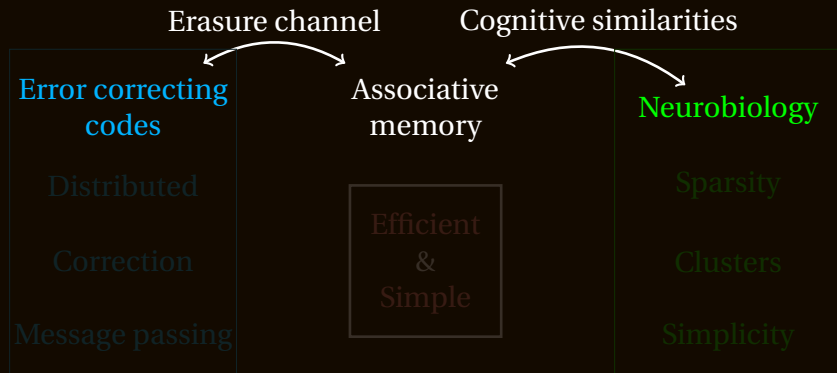 Erasure channel
Cognitive similarities
Error correcting
codes
Distributed
Correction
Message passing
Associative
memory
Efficient
&
Simple
Neurobiology
Sparsity
Clusters
Simplicity